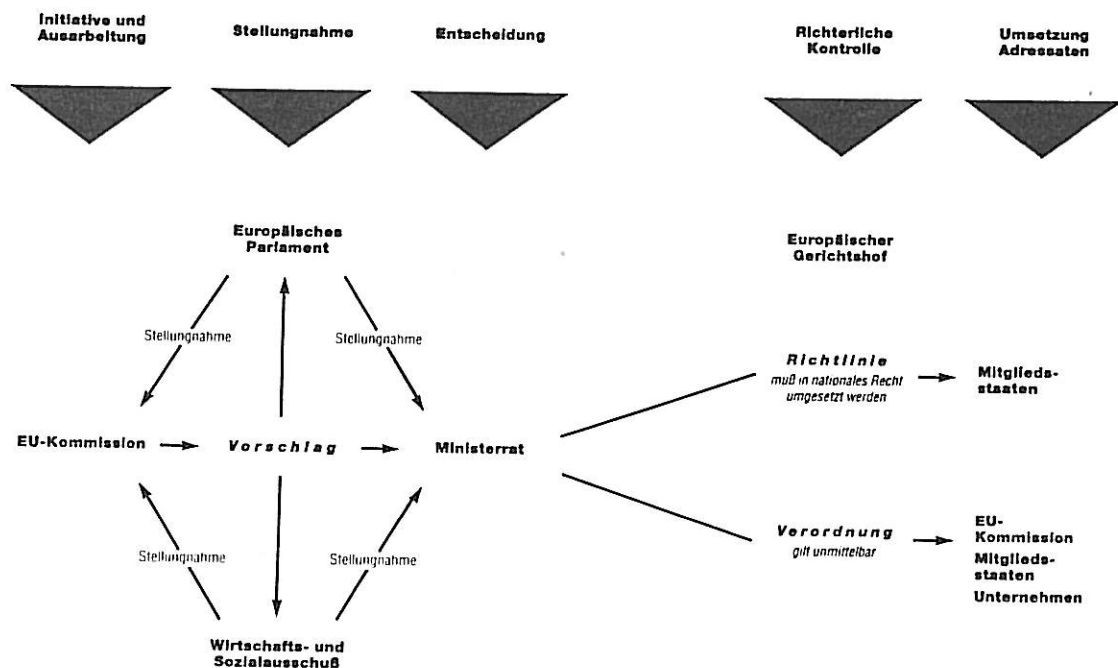 Initiative und
Ausarbeitung
Stellungnahme
Entscheidung
Richterliche
Kontrolle
Umsetzung
Adressaten
Europäisches
Parlament
Europäischer
Gerichtshof
Stellungnahme
Stellungnahme
Richtlinie
muß in nationales Recht
umgesetzt werden
Mitglieds-
staaten
EU-Kommission
Vorschlag
Ministerrat
Verordnung
gilt unmittelbar
EU-
Kommission
Mitglieds-
staaten
Unternehmen
Stellungnahme
Stellungnahme
Wirtschafts- und
Sozialausschuß